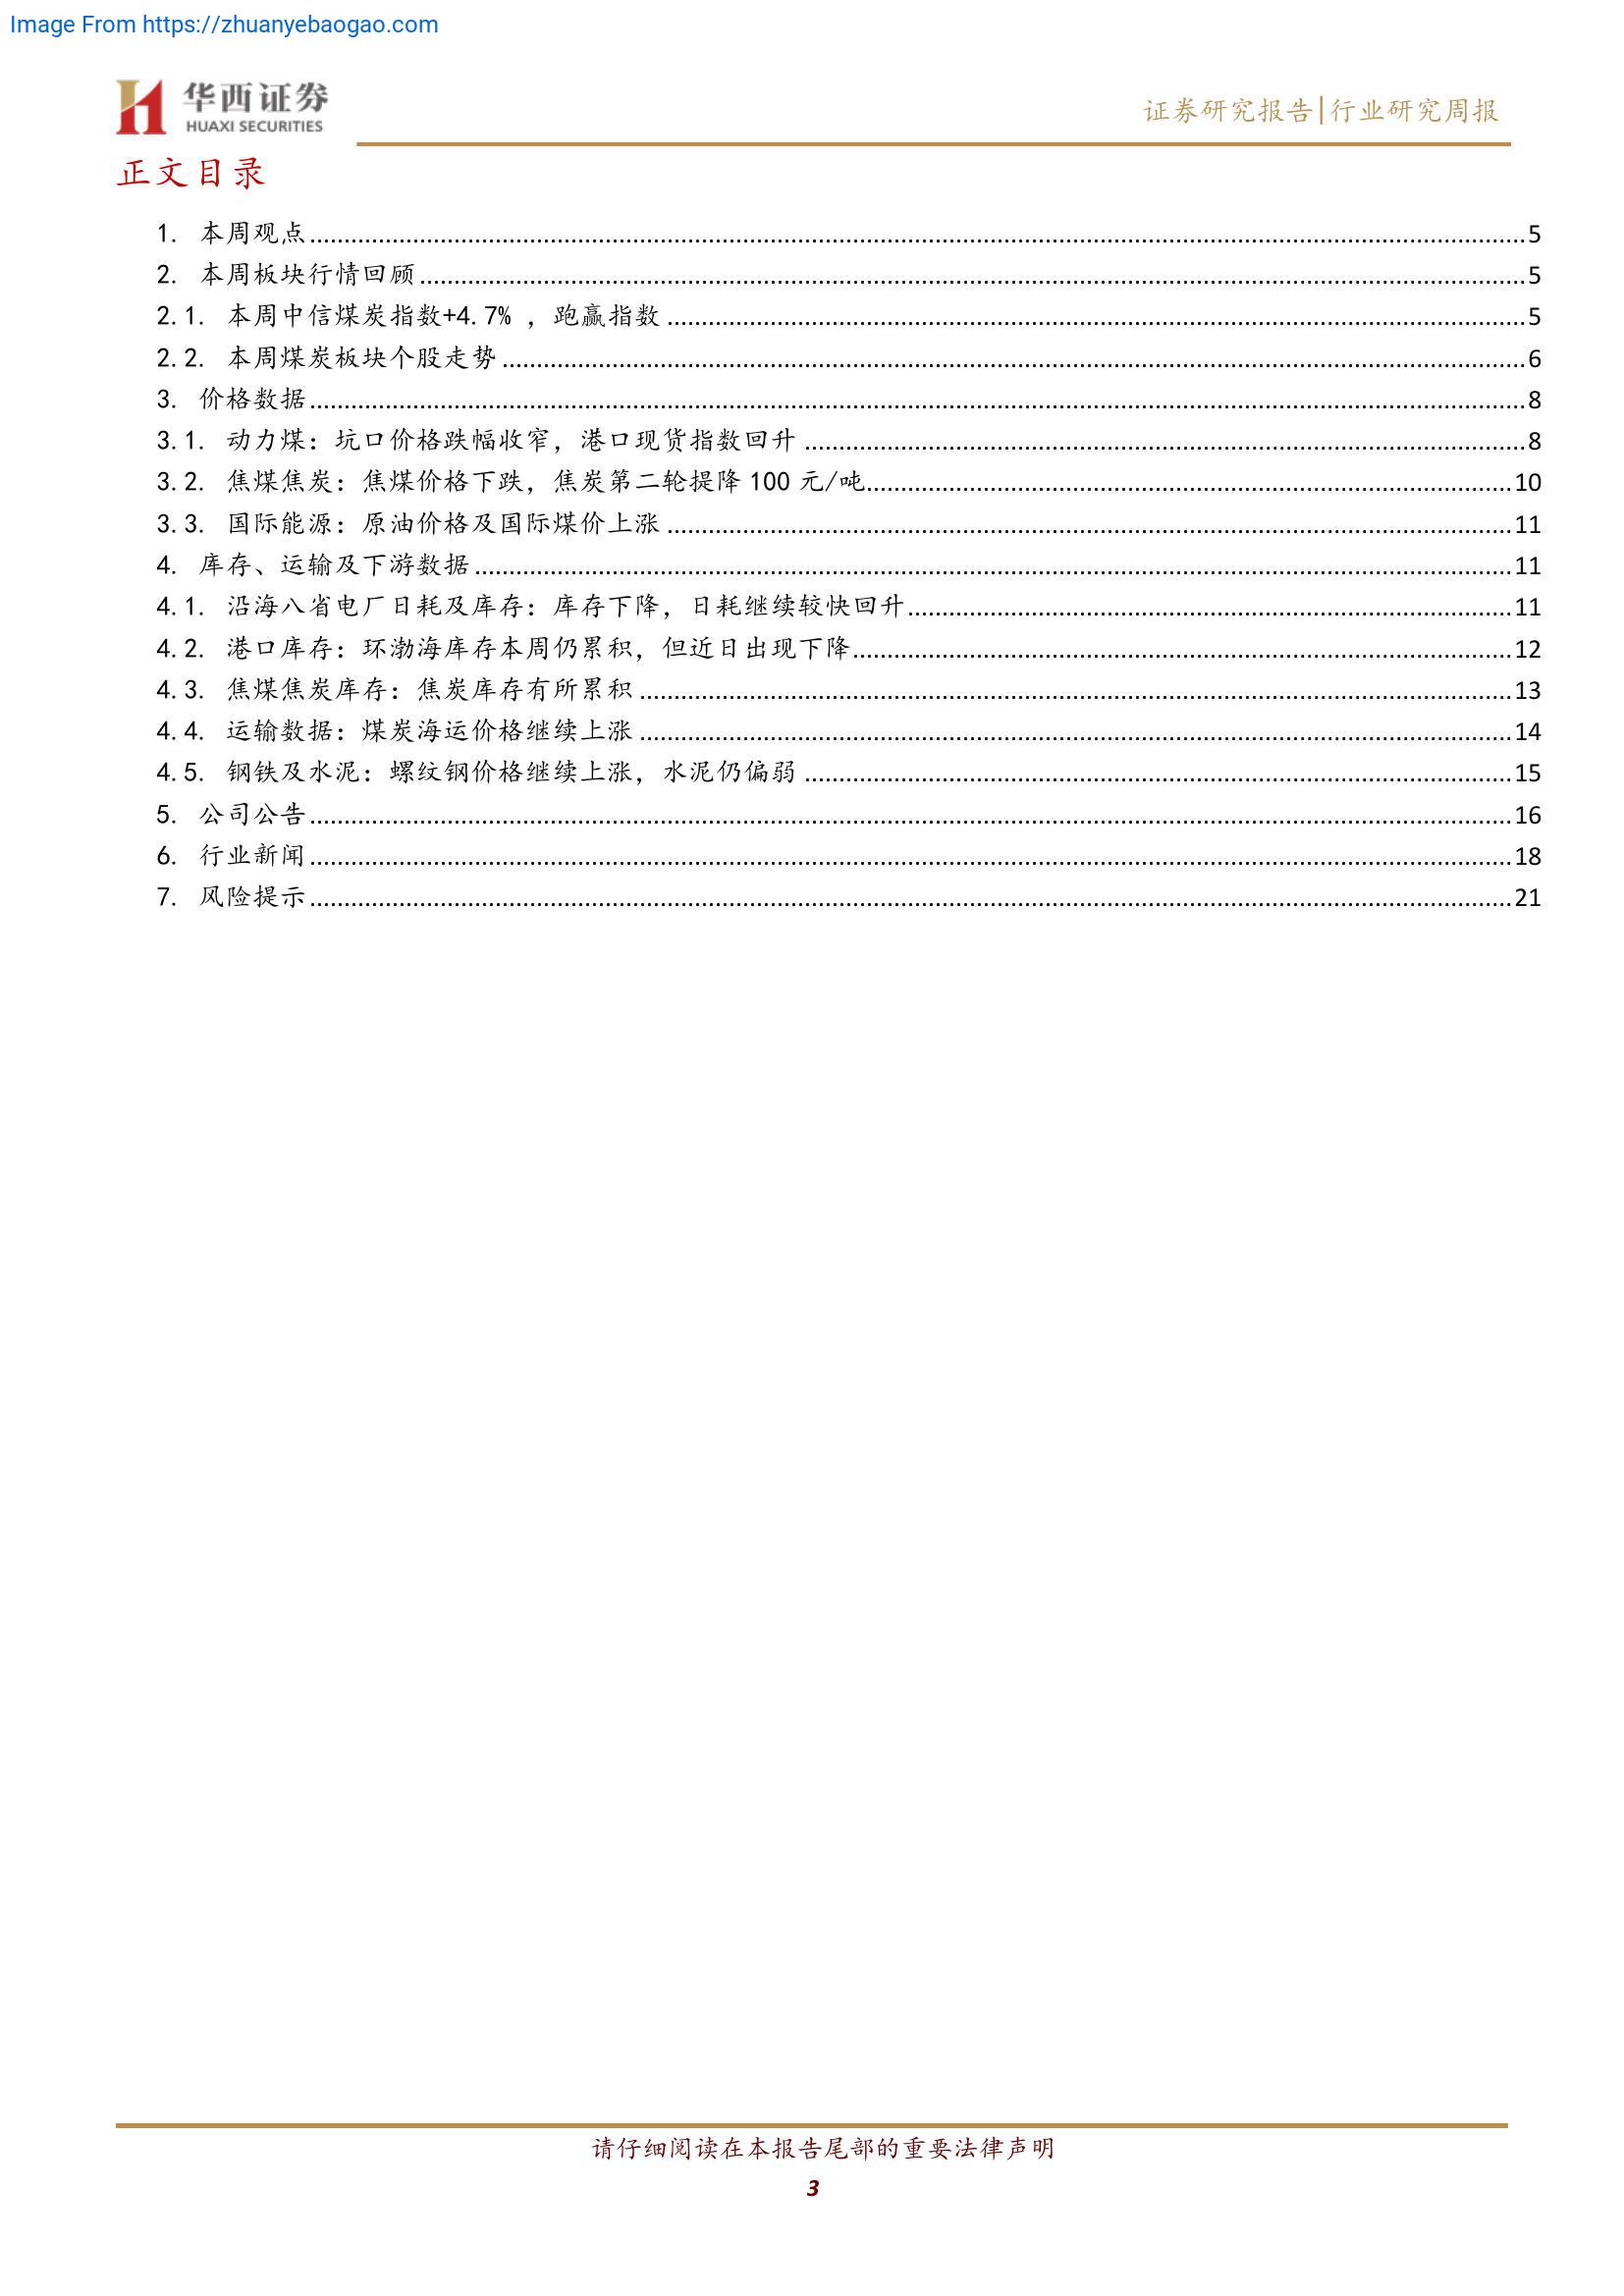 Image From https://zhuanyebaogao.com
华西证券
HUAXI SECURITIES
证券研究报告|行业研究周报
正文目录
1. 本周观点 5
2. 本周板块行情回顾 5
2.1. 本周中信煤炭指数+4.7% ，跑赢指数 5
2.2. 本周煤炭板块个股走势 6
3. 价格数据 8
3.1. 动力煤：坑口价格跌幅收窄，港口现货指数回升 8
3.2. 焦煤焦炭：焦煤价格下跌，焦炭第二轮提降 100 元/吨 10
3.3. 国际能源：原油价格及国际煤价上涨 11
4. 库存、运输及下游数据 11
4.1. 沿海八省电厂日耗及库存：库存下降，日耗继续较快回升 11
4.2. 港口库存：环渤海库存本周仍累积，但近日出现下降 12
4.3. 焦煤焦炭库存：焦炭库存有所累积 13
4.4. 运输数据：煤炭海运价格继续上涨 14
4.5. 钢铁及水泥：螺纹钢价格继续上涨，水泥仍偏弱 15
5. 公司公告 16
6. 行业新闻 18
7. 风险提示 21
请仔细阅读在本报告尾部的重要法律声明
3